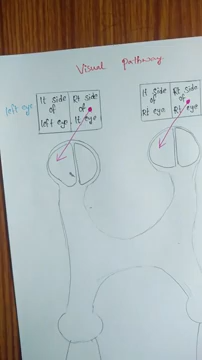 Visual Pathway
left eye
lt side of left eye
Rt side of lt eye
lt side of Rt eye
Rt side of Rt eye